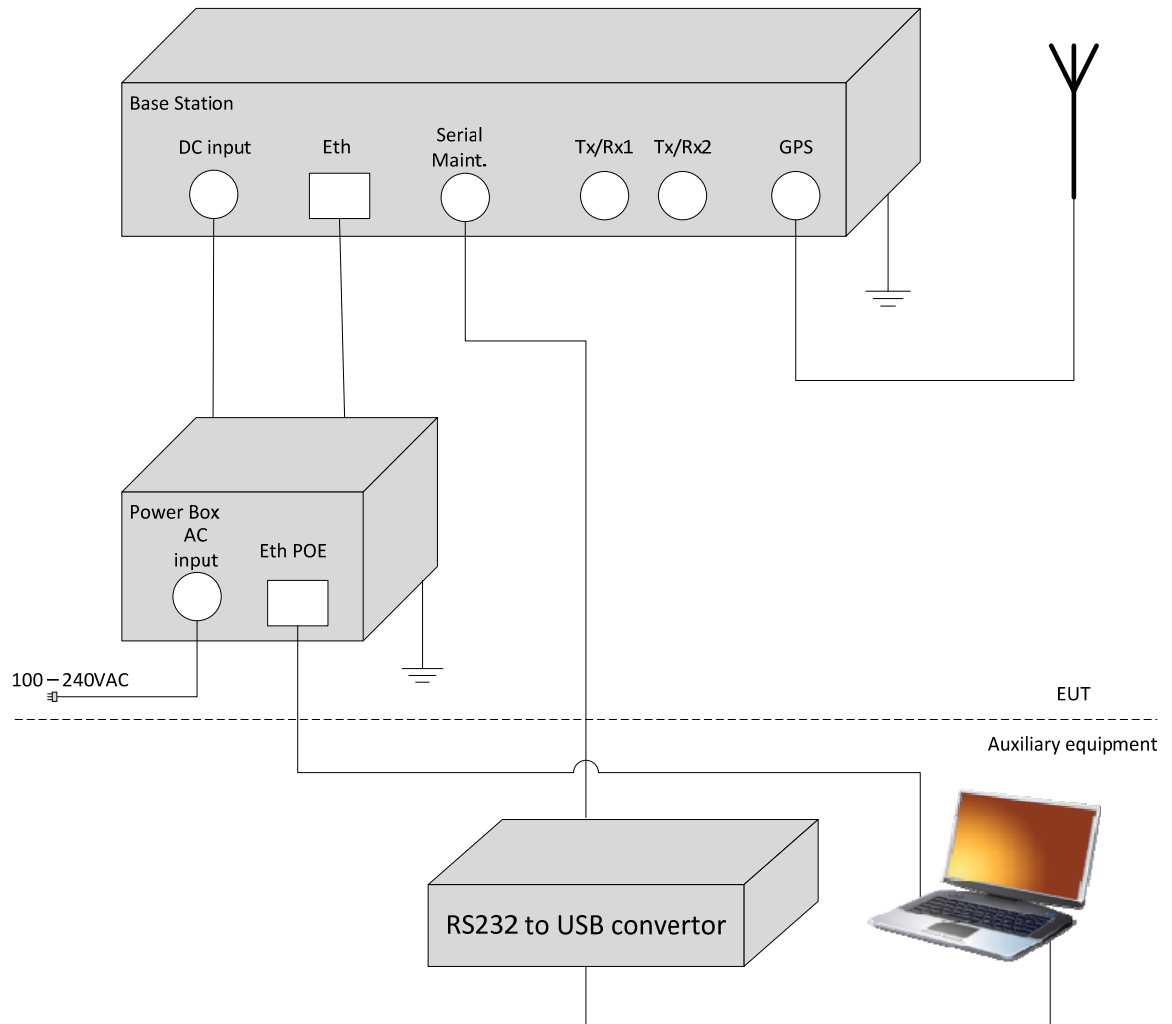 Base Station
DC input
Eth
Serial
Maint.
Tx/Rx1
Tx/Rx2
GPS
Power Box
AC
input
Eth POE
100–240VAC
EUT
Auxiliary equipment
RS232 to USB convertor